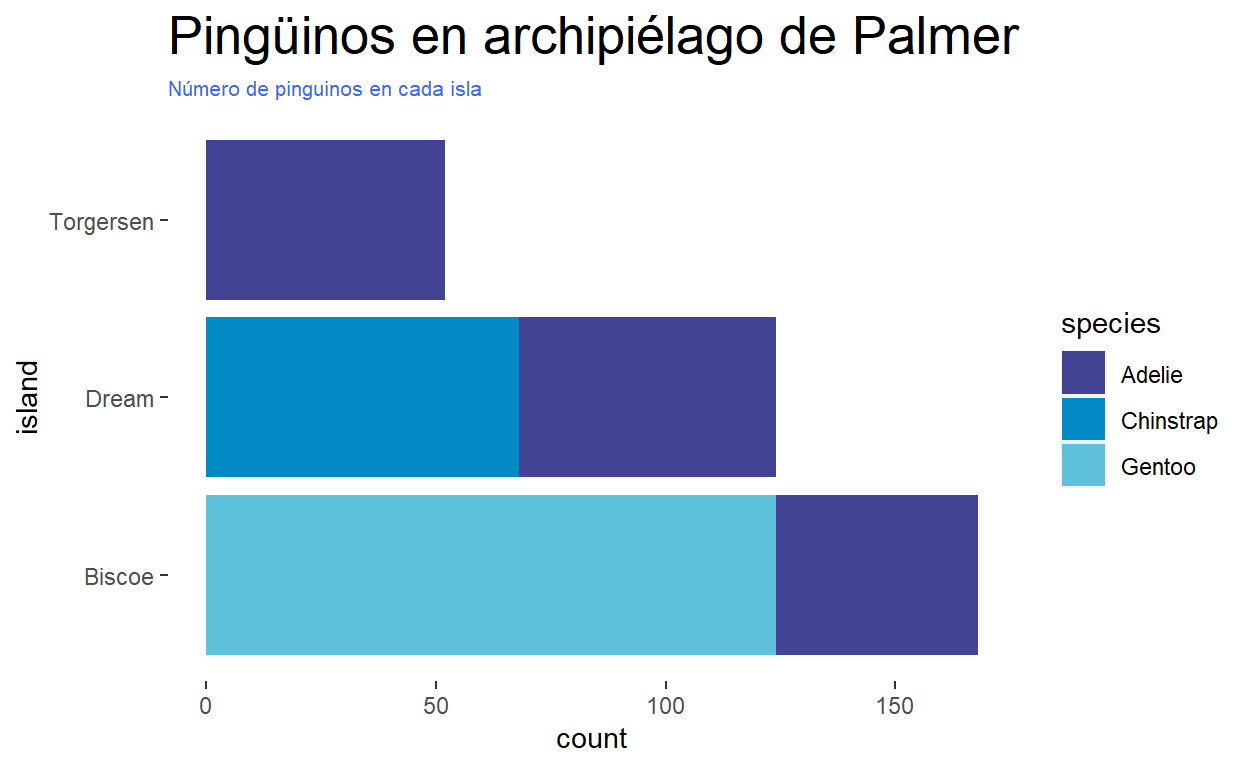 Pingüinos en archipiélago de Palmer
Número de pinguinos en cada isla
Torgersen
Dream
Biscoe
island
0 50 100 150
count
species
Adelie
Chinstrap
Gentoo